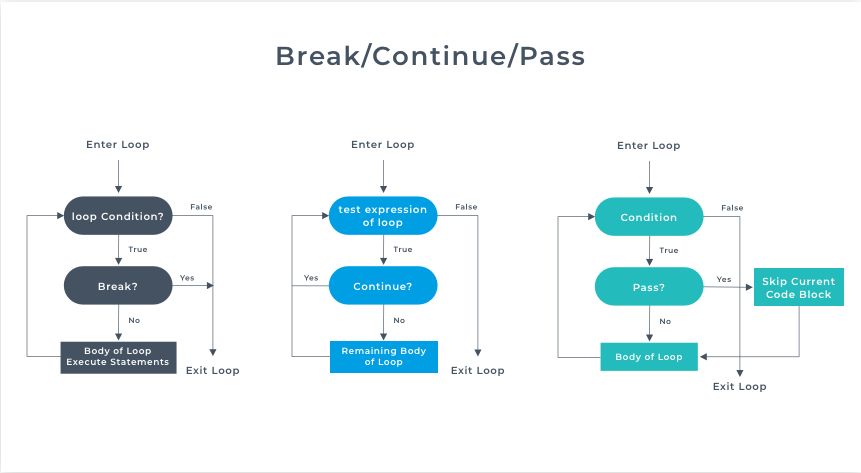 Break/Continue/Pass
Enter Loop
loop Condition?
False
True
Break?
Yes
No
Body of Loop
Execute Statements
Exit Loop
Enter Loop
test expression
of loop
False
True
Yes
Continue?
No
Remaining Body
of Loop
Exit Loop
Enter Loop
Condition
False
True
Pass?
Yes
Skip Current
Code Block
No
Body of Loop
Exit Loop